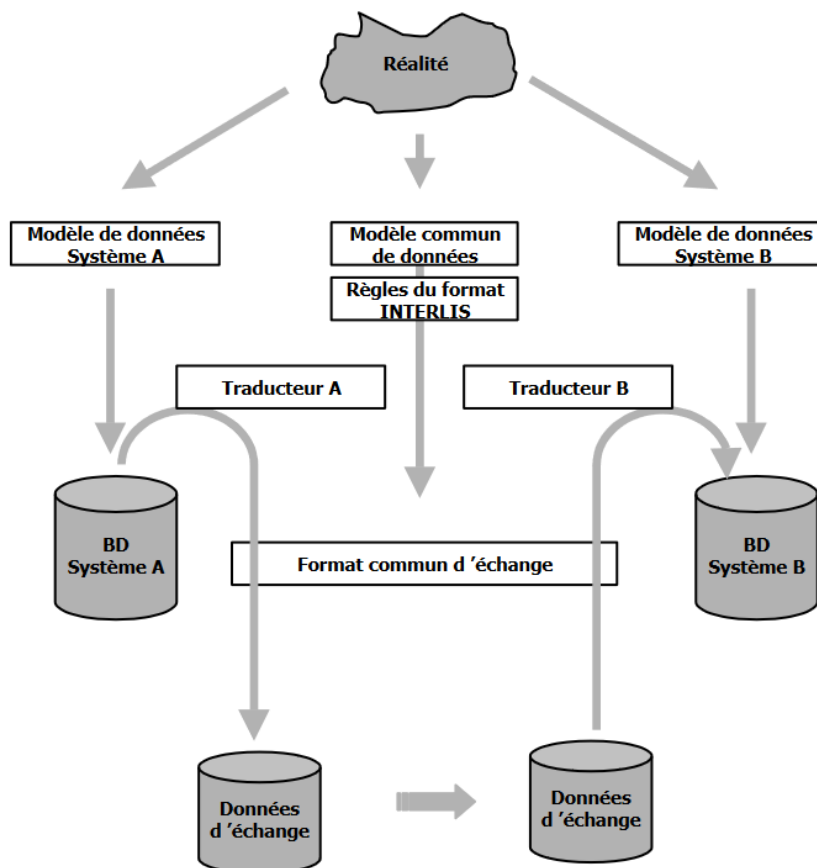 Réalité
Modèle de données
Système A
Modèle commun
de données
Modèle de données
Système B
Règles du format
INTERLIS
Traducteur A
Traducteur B
BD
Système A
Format commun d ’échange
BD
Système B
Données
d ’échange
Données
d ’échange